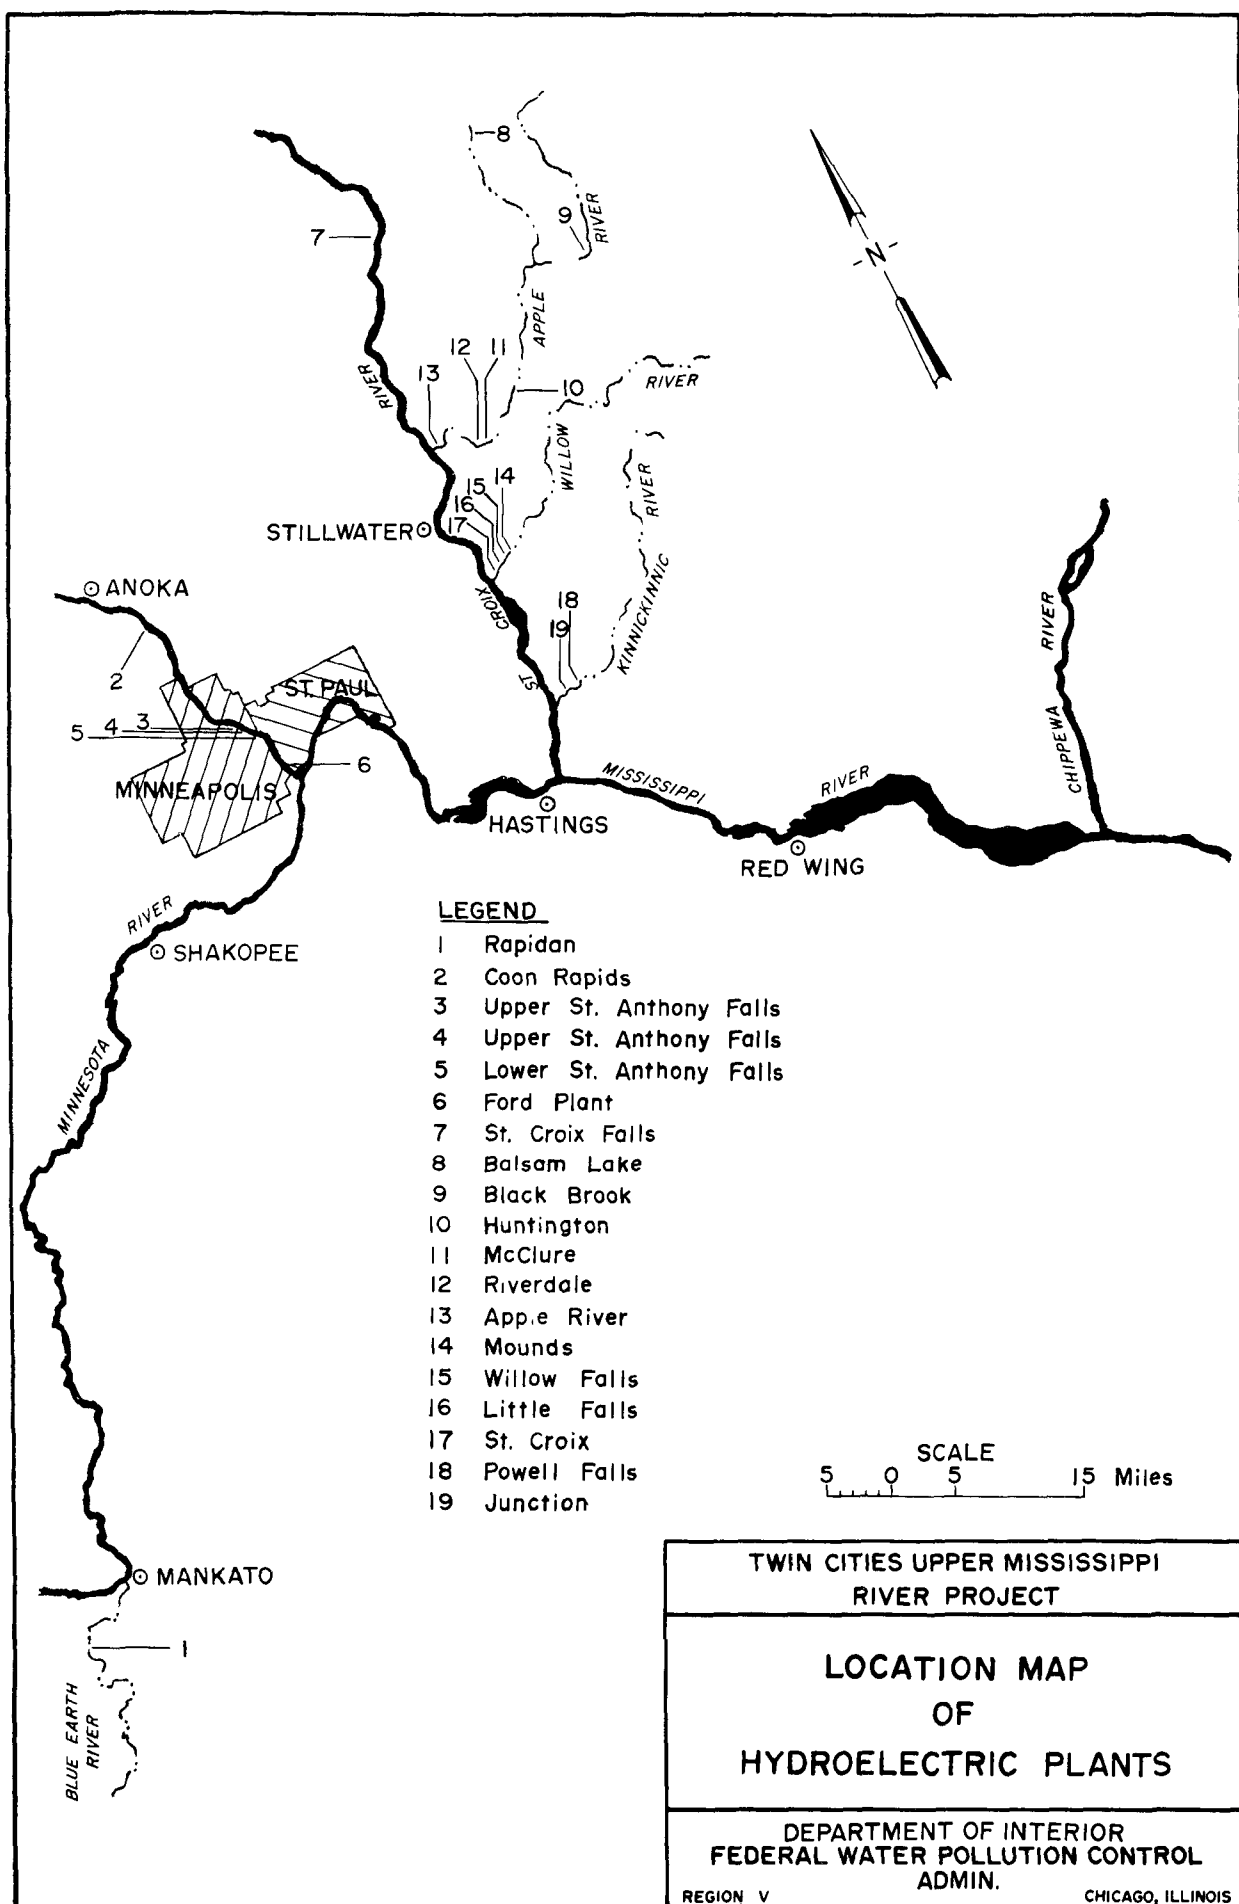 8
RIVER
9
7
N
APPLE
12 11
13
RIVER
10
RIVER
WILLOW
14
15
16
17
RIVER
STILLWATER
ANOKA
CROIX
18
19
KINNICKINNIC
RIVER
2
ST. PAUL
ST
5 4 3
6
MINNEAPOLIS
MISSISSIPPI
RIVER
CHIPPEWA
HASTINGS
RED WING
RIVER
SHAKOPEE
MINNESOTA
LEGEND
1 Rapidan
2 Coon Rapids
3 Upper St. Anthony Falls
4 Upper St. Anthony Falls
5 Lower St. Anthony Falls
6 Ford Plant
7 St. Croix Falls
8 Balsam Lake
9 Black Brook
10 Huntington
11 McClure
12 Riverdale
13 App.e River
14 Mounds
15 Willow Falls
16 Little Falls
17 St. Croix
18 Powell Falls
19 Junction
SCALE
5 0 5 15 Miles
MANKATO
1
BLUE EARTH
RIVER
TWIN CITIES UPPER MISSISSIPPI
RIVER PROJECT
LOCATION MAP
OF
HYDROELECTRIC PLANTS
DEPARTMENT OF INTERIOR
FEDERAL WATER POLLUTION CONTROL
ADMIN.
REGION V CHICAGO, ILLINOIS